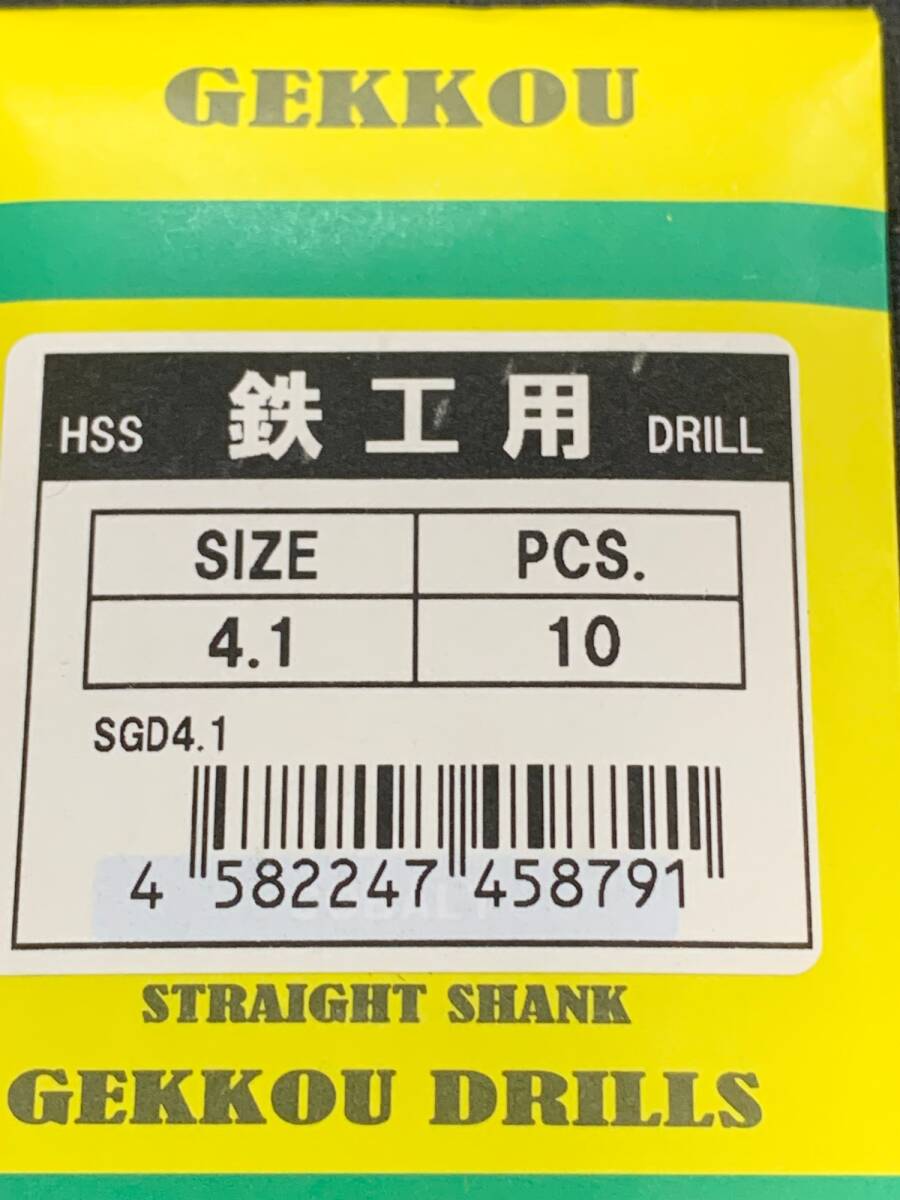 GEKKOU
HSS 鉄工用 DRILL
SIZE PCS.
4.1 10
SGD4.1
4 582247 458791
STRAIGHT SHANK
GEKKOU DRILLS